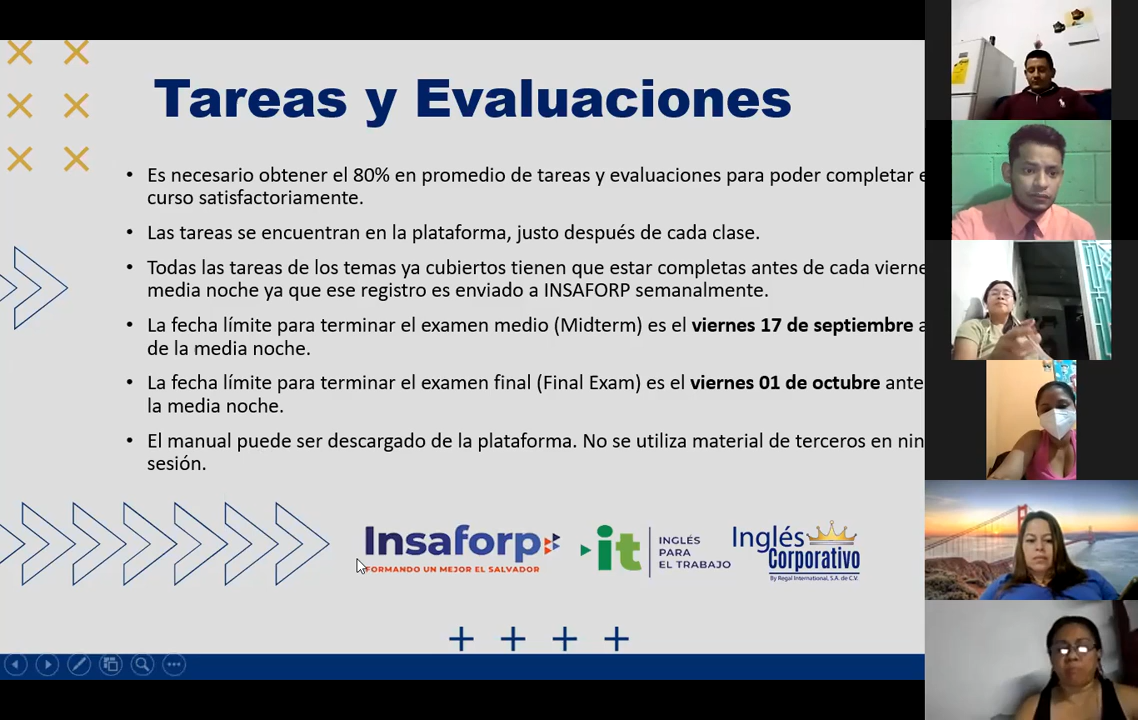 Tareas y Evaluaciones
• Es necesario obtener el 80% en promedio de tareas y evaluaciones para poder completar
curso satisfactoriamente.
• Las tareas se encuentran en la plataforma, justo después de cada clase.
• Todas las tareas de los temas ya cubiertos tienen que estar completas antes de cada vierne
media noche ya que ese registro es enviado a INSAFORP semanalmente.
• La fecha límite para terminar el examen medio (Midterm) es el viernes 17 de septiembre a
de la media noche.
• La fecha límite para terminar el examen final (Final Exam) es el viernes 01 de octubre ante
la media noche.
• El manual puede ser descargado de la plataforma. No se utiliza material de terceros en nin
sesión.
Insaforp
FORMANDO UN MEJOR EL SALVADOR
it
INGLÉS
PARA
EL TRABAJO
Inglés
Corporativo
By Regal International, S.A. de C.V.